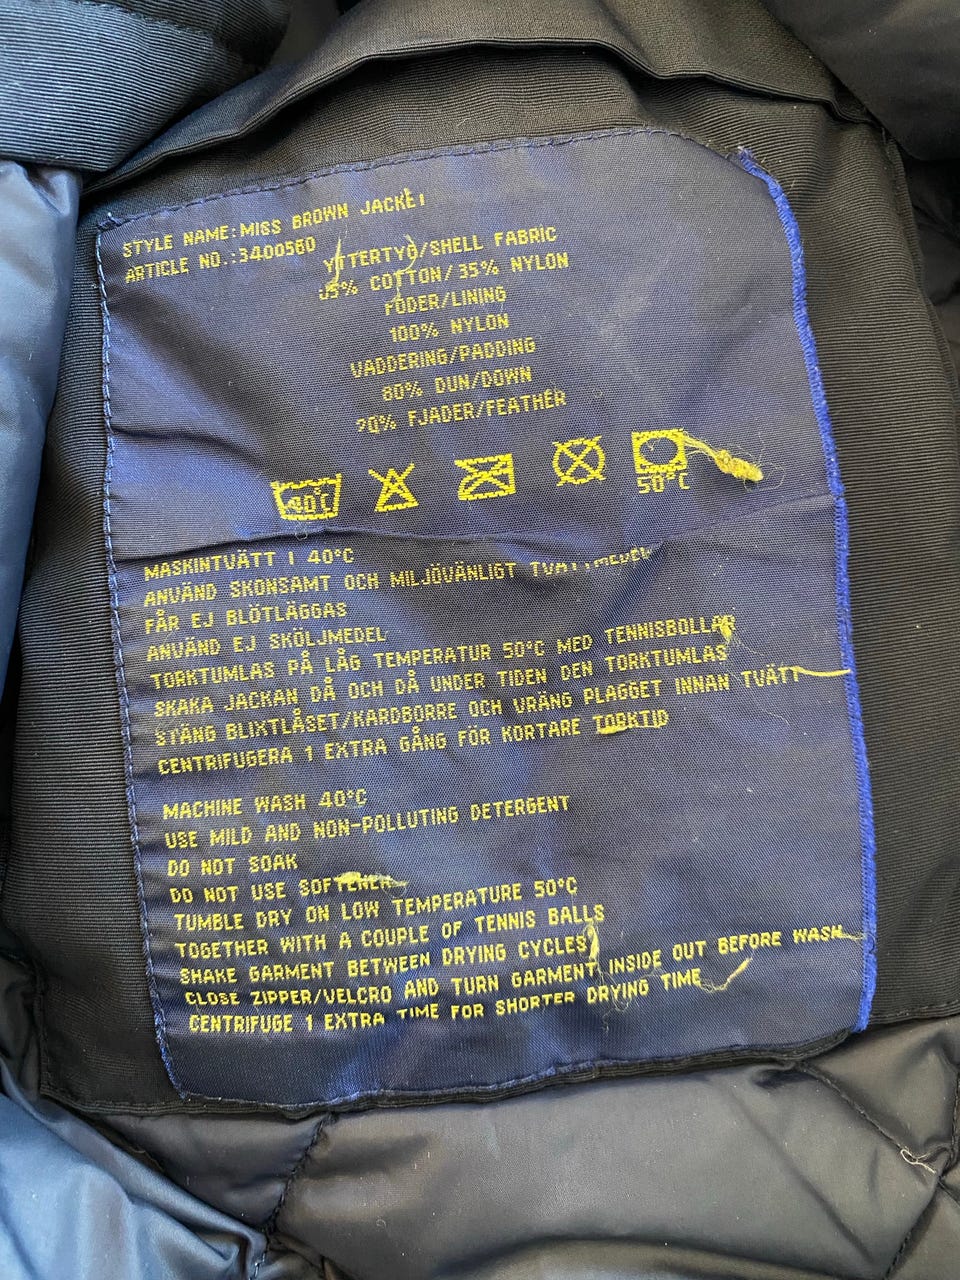 STYLE NAME: MISS BROWN JACKET
ARTICLE NO.: 3400560
YTTERTYG/SHELL FABRIC
65% COTTON/35% NYLON
FODER/LINING
100% NYLON
VADDERING/PADDING
80% DUN/DOWN
20% FJADER/FEATHER
40°C
50°C
MASKINTVÄTT I 40°C
ANVÄND SKONSAMT OCH MILJÖVÄNLIGT TVÄTTMEDEL
FÅR EJ BLÖTLÄGGAS
ANVÄND EJ SKÖLJMEDEL
TORKTUMLAS PÅ LÅG TEMPERATUR 50°C MED TENNISBOLLAR
SKAKA JACKAN DÅ OCH DÅ UNDER TIDEN DEN TORKTUMLAS
STÄNG BLIXTLÅSET/KARDBORRE OCH VRÄNG PLAGGET INNAN TVÄTT
CENTRIFUGERA 1 EXTRA GÅNG FÖR KORTARE TORKTID
MACHINE WASH 40°C
USE MILD AND NON-POLLUTING DETERGENT
DO NOT SOAK
DO NOT USE SOFTENER
TUMBLE DRY ON LOW TEMPERATURE 50°C
TOGETHER WITH A COUPLE OF TENNIS BALLS
SHAKE GARMENT BETWEEN DRYING CYCLES
CLOSE ZIPPER/VELCRO AND TURN GARMENT INSIDE OUT BEFORE WASH
CENTRIFUGE 1 EXTRA TIME FOR SHORTER DRYING TIME